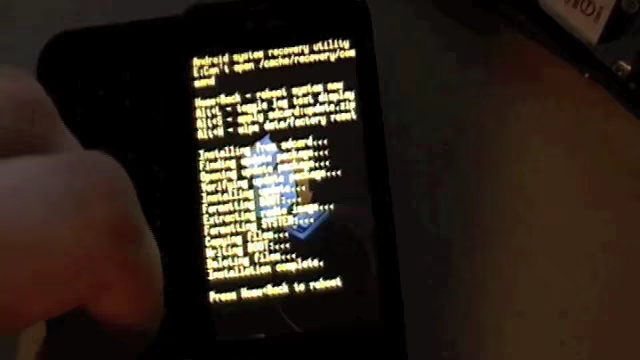 Android system recovery utility
E:Can't open /cache/recovery/com
mand
Home+Back - reboot system now
Alt+L - toggle log text display
Alt+S - apply sdcard:update.zip
Alt+W - wipe data/factory reset
Installing from sdcard...
Finding update package...
Opening update package...
Verifying update package...
Installing update...
Formatting BOOT:...
Extracting radio image...
Formatting SYSTEM:...
Copying files...
Writing BOOT:...
Deleting files...
Installation complete.
Press Home+Back to reboot